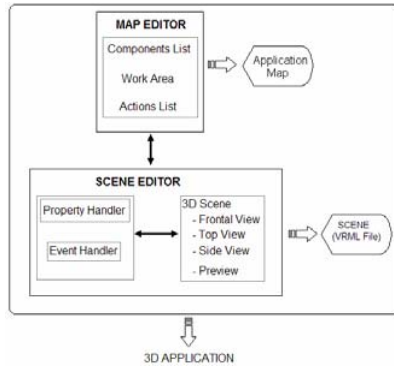 MAP EDITOR
Components List
Work Area
Actions List
Application
Map
SCENE EDITOR
Property Handler
Event Handler
3D Scene
- Frontal View
- Top View
- Side View
- Preview
SCENE
(VRML File)
3D APPLICATION